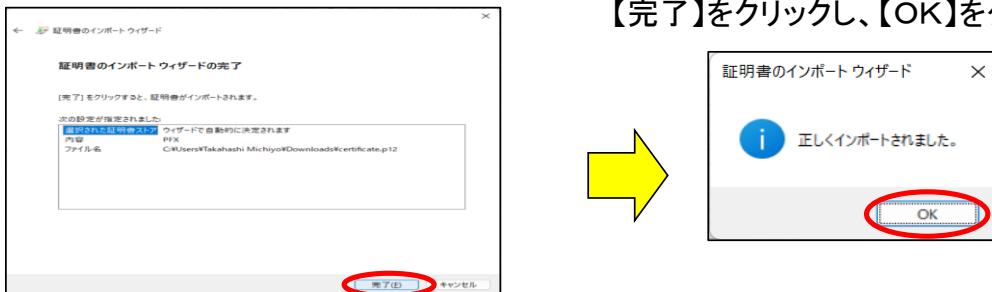 【完了】をクリックし、【OK】を
← 証明書のインポート ウィザード
証明書のインポート ウィザードの完了
[完了] をクリックすると、証明書がインポートされます。
次の設定が指定されました:
選択された証明書ストア ウィザードで自動的に決定されます
内容 PFX
ファイル名 C:¥Users¥Takahashi Michiyo¥Downloads¥certificate.p12
完了(F) キャンセル
証明書のインポート ウィザード
正しくインポートされました。
OK